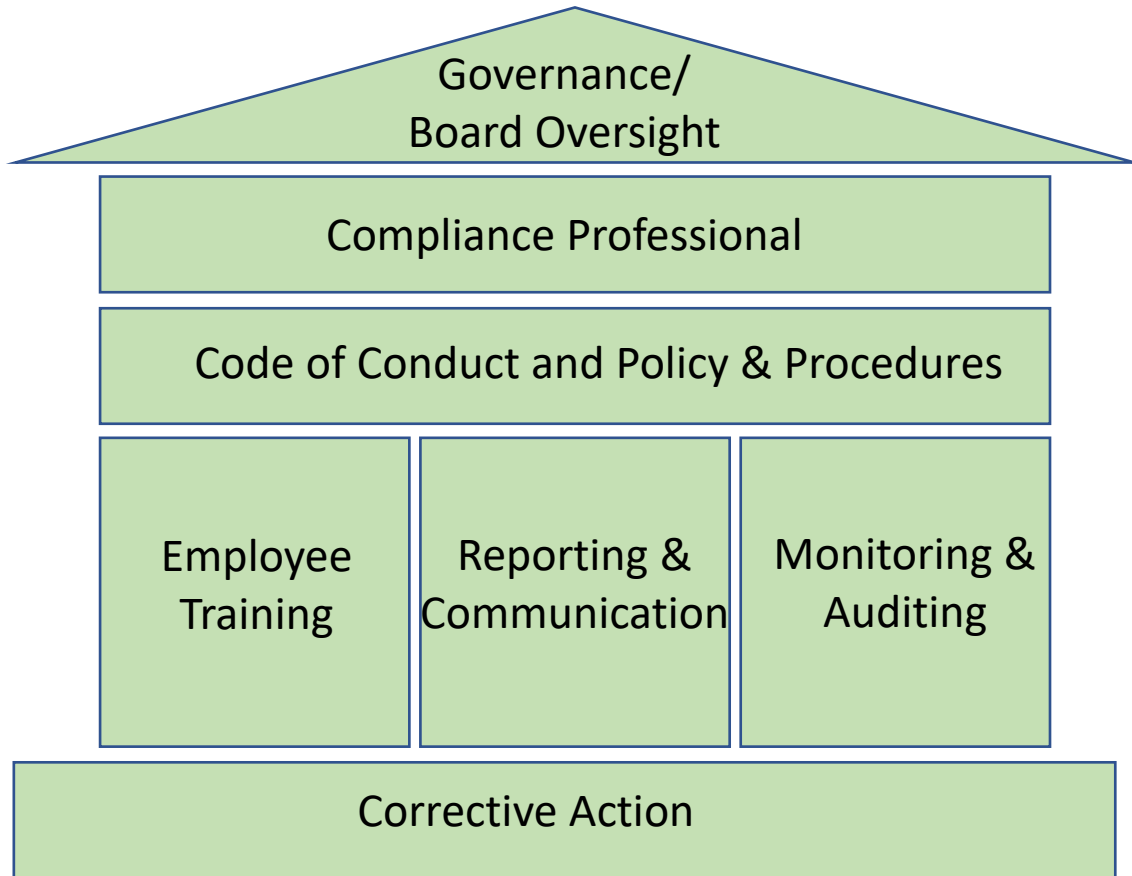 Governance/
Board Oversight
Compliance Professional
Code of Conduct and Policy & Procedures
Employee
Training
Reporting &
Communication
Monitoring &
Auditing
Corrective Action